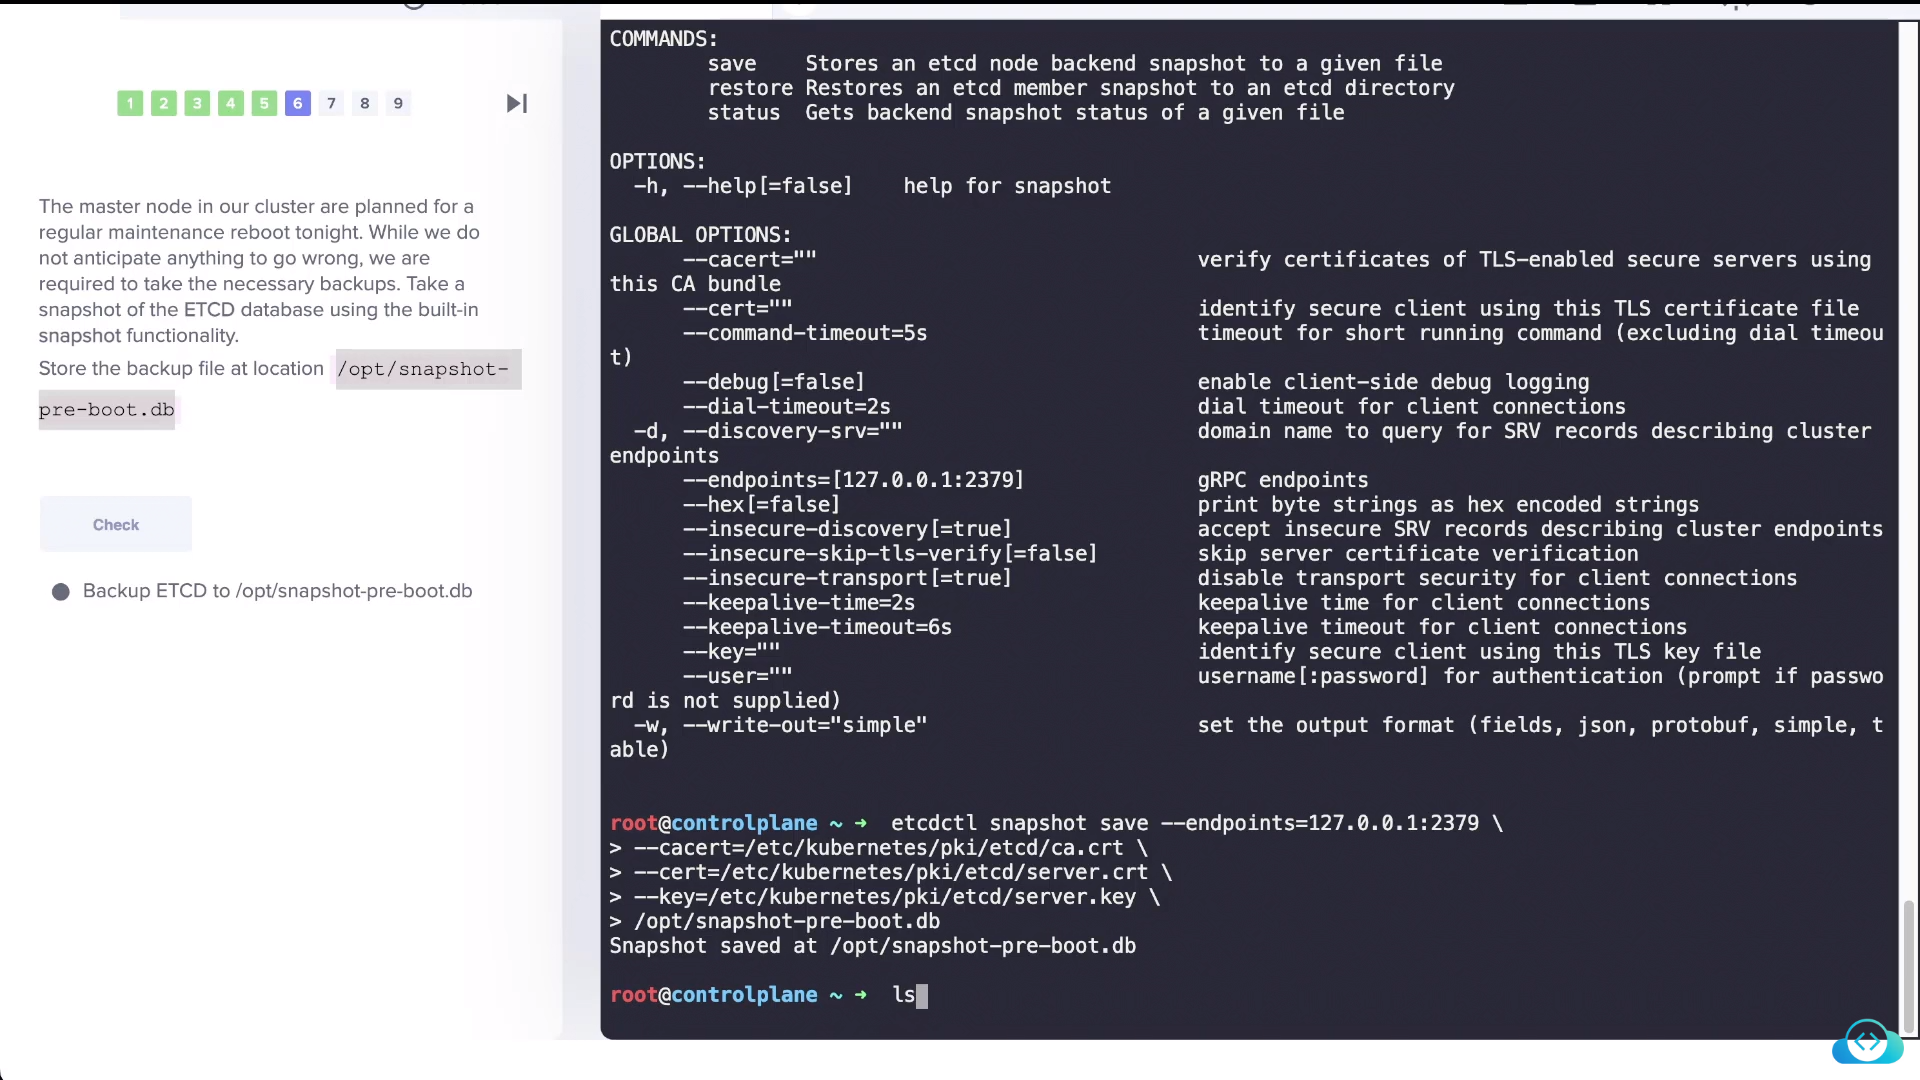 1 2 3 4 5 6 7 8 9
The master node in our cluster are planned for a
regular maintenance reboot tonight. While we do
not anticipate anything to go wrong, we are
required to take the necessary backups. Take a
snapshot of the ETCD database using the built-in
snapshot functionality.
Store the backup file at location /opt/snapshot-
pre-boot.db
Check
Backup ETCD to /opt/snapshot-pre-boot.db
COMMANDS:
save Stores an etcd node backend snapshot to a given file
restore Restores an etcd member snapshot to an etcd directory
status Gets backend snapshot status of a given file
OPTIONS:
-h, --help[=false] help for snapshot
GLOBAL OPTIONS:
--cacert="" verify certificates of TLS-enabled secure servers using
this CA bundle
--cert="" identify secure client using this TLS certificate file
--command-timeout=5s timeout for short running command (excluding dial timeou
t)
--debug[=false] enable client-side debug logging
--dial-timeout=2s dial timeout for client connections
-d, --discovery-srv="" domain name to query for SRV records describing cluster
endpoints
--endpoints=[127.0.0.1:2379] gRPC endpoints
--hex[=false] print byte strings as hex encoded strings
--insecure-discovery[=true] accept insecure SRV records describing cluster endpoints
--insecure-skip-tls-verify[=false] skip server certificate verification
--insecure-transport[=true] disable transport security for client connections
--keepalive-time=2s keepalive time for client connections
--keepalive-timeout=6s keepalive timeout for client connections
--key="" identify secure client using this TLS key file
--user="" username[:password] for authentication (prompt if passwo
rd is not supplied)
-w, --write-out="simple" set the output format (fields, json, protobuf, simple, t
able)
root@controlplane ~ ➜ etcdctl snapshot save --endpoints=127.0.0.1:2379 \
> --cacert=/etc/kubernetes/pki/etcd/ca.crt \
> --cert=/etc/kubernetes/pki/etcd/server.crt \
> --key=/etc/kubernetes/pki/etcd/server.key \
> /opt/snapshot-pre-boot.db
Snapshot saved at /opt/snapshot-pre-boot.db
root@controlplane ~ ➜ ls